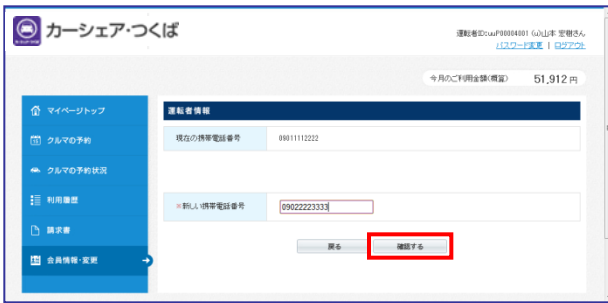 カーシェア・つくば
運転者ID:cuuP00004001 (u)山本 宏樹さん
パスワード変更 | ログアウト
今月のご利用金額(概算) 51,912 円
マイページトップ
クルマの予約
クルマの予約状況
利用履歴
請求書
会員情報・変更
運転者情報
現在の携帯電話番号 09011112222
※新しい携帯電話番号 09022223333
戻る 確認する